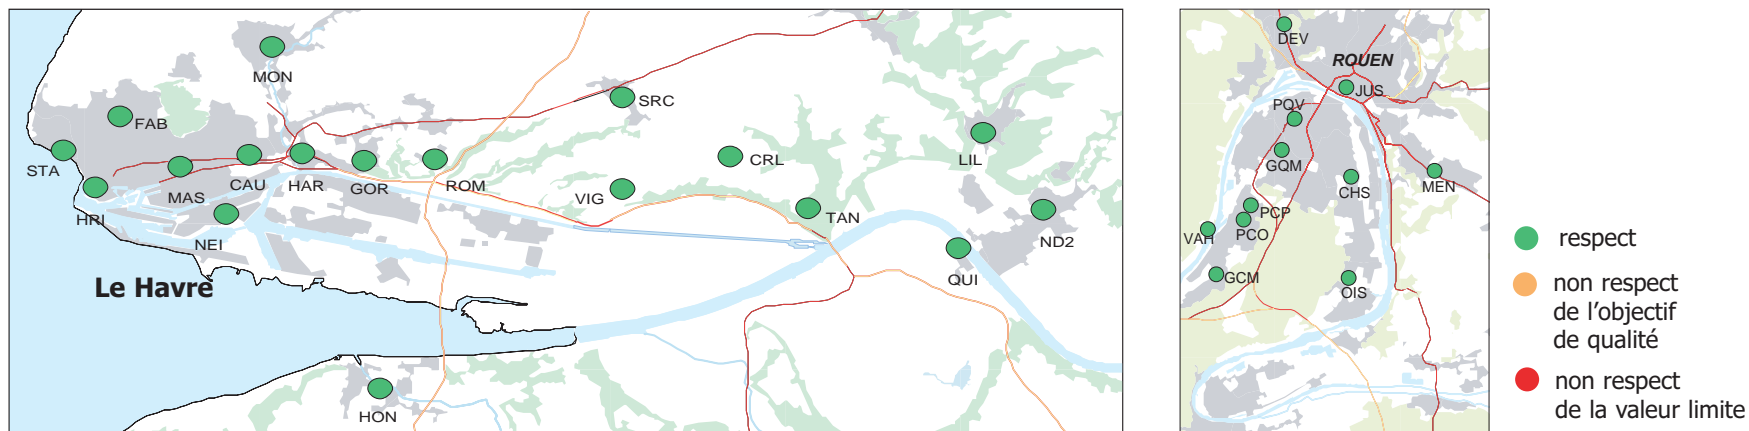 MON
FAB
STA
MAS
CAU
HAR
GOR
ROM
HRI
NEI
SRC
VIG
CRL
TAN
LIL
ND2
QUI
Le Havre
HON
DEV
ROUEN
JUS
PQV
GQM
CHS
MEN
PCP
PCO
VAH
GCM
OIS
respect
non respect
de l’objectif
de qualité
non respect
de la valeur limite